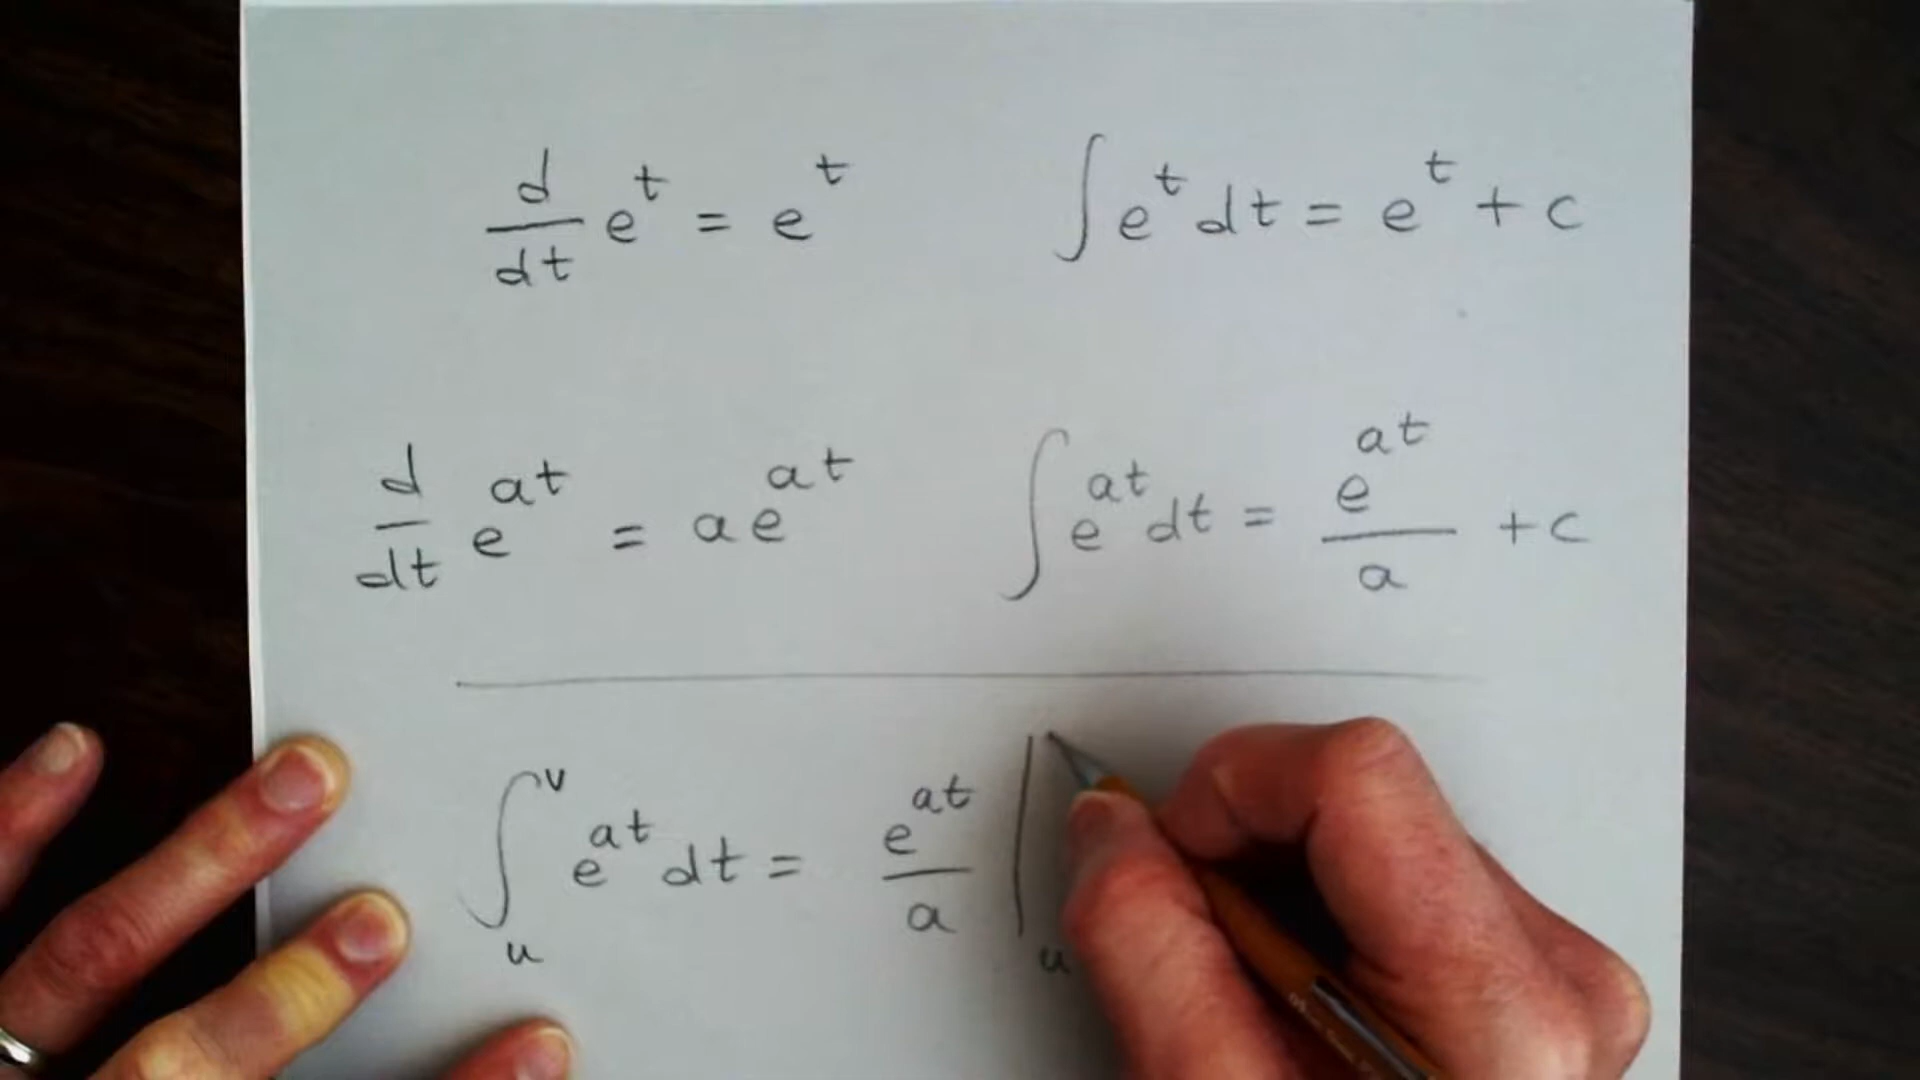 d/dt e^t = e^t    ∫ e^t dt = e^t + c
d/dt e^{at} = a e^{at}    ∫ e^{at} dt = e^{at}/a + c
∫_u^v e^{at} dt = e^{at}/a |_u